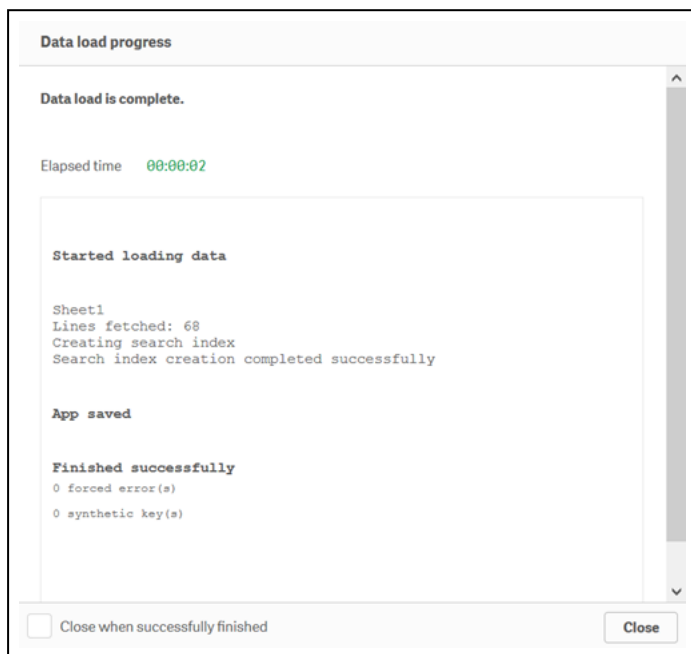 Data load progress
Data load is complete.
Elapsed time 00:00:02
Started loading data
Sheet1
Lines fetched: 68
Creating search index
Search index creation completed successfully
App saved
Finished successfully
0 forced error(s)
0 synthetic key(s)
Close when successfully finished
Close